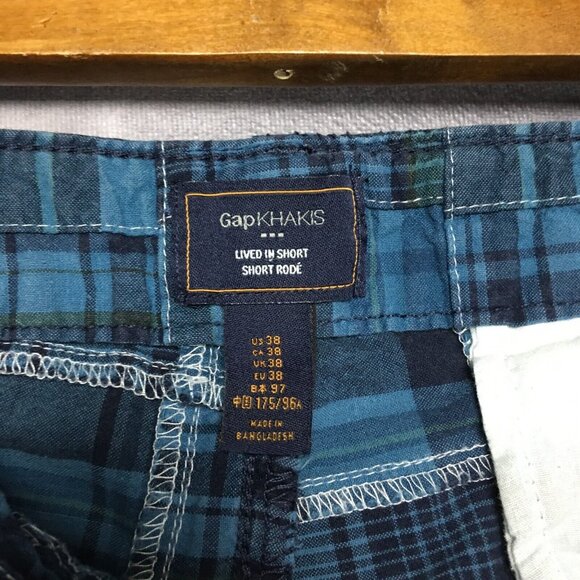 GapKHAKIS
LIVED IN SHORT
SHORT RODÉ
US 38
CA 38
UK 38
EU 38
日本 97
中国 175/96A
MADE IN
BANGLADESH